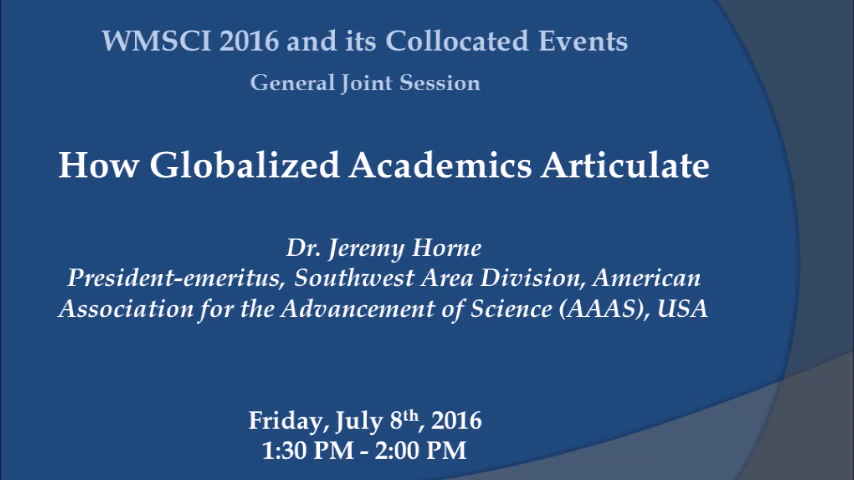 WMSCI 2016 and its Collocated Events
General Joint Session
How Globalized Academics Articulate
Dr. Jeremy Horne
President-emeritus, Southwest Area Division, American
Association for the Advancement of Science (AAAS), USA
Friday, July 8th, 2016
1:30 PM - 2:00 PM